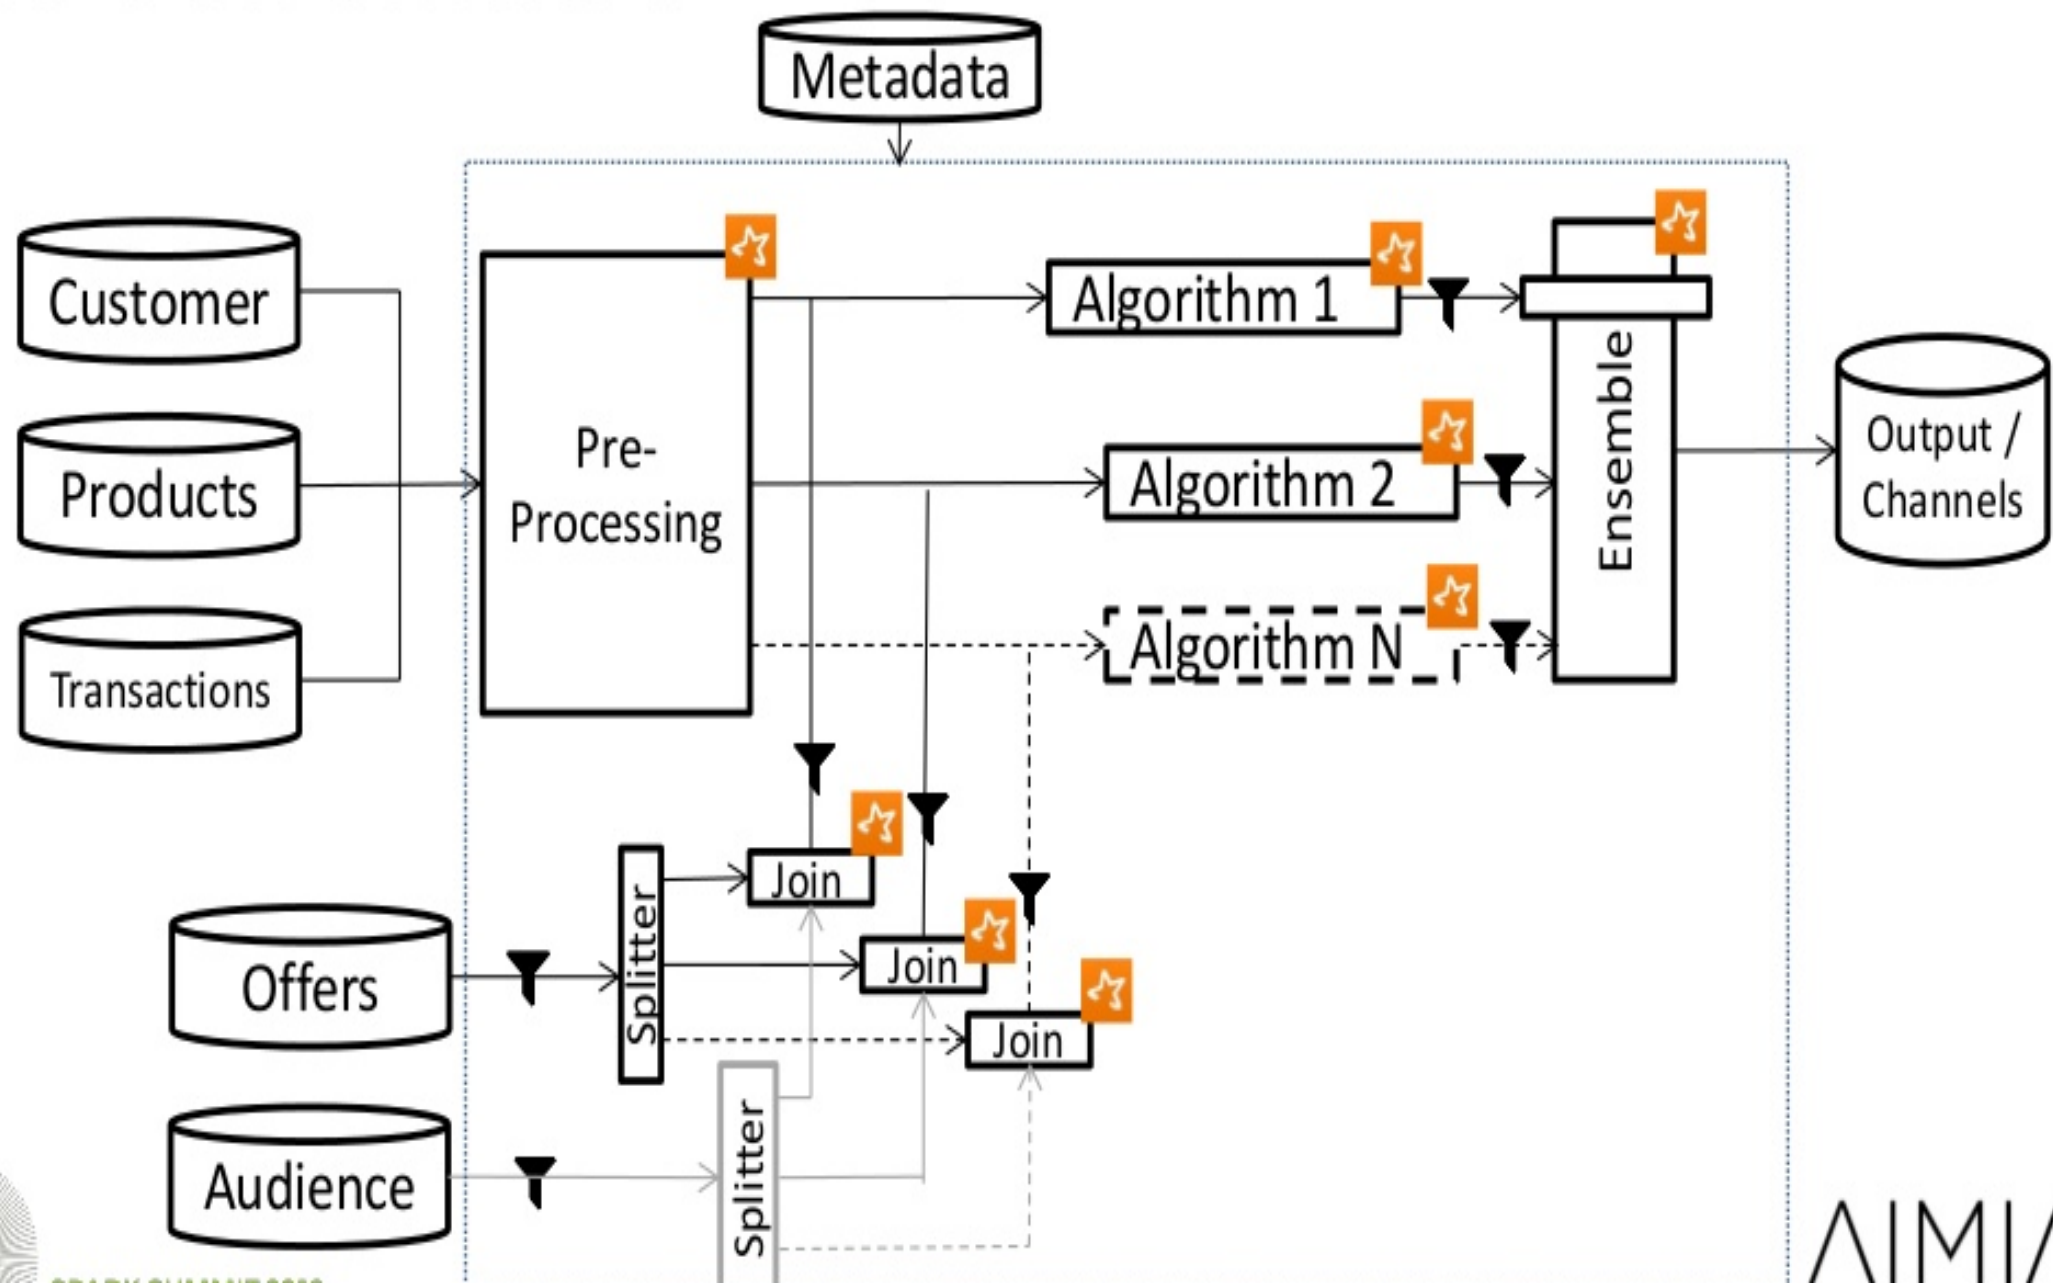 Metadata
Customer
Products
Transactions
Pre-
Processing
Algorithm 1
Algorithm 2
Algorithm N
Ensemble
Output /
Channels
Join
Join
Join
Splitter
Offers
Splitter
Audience